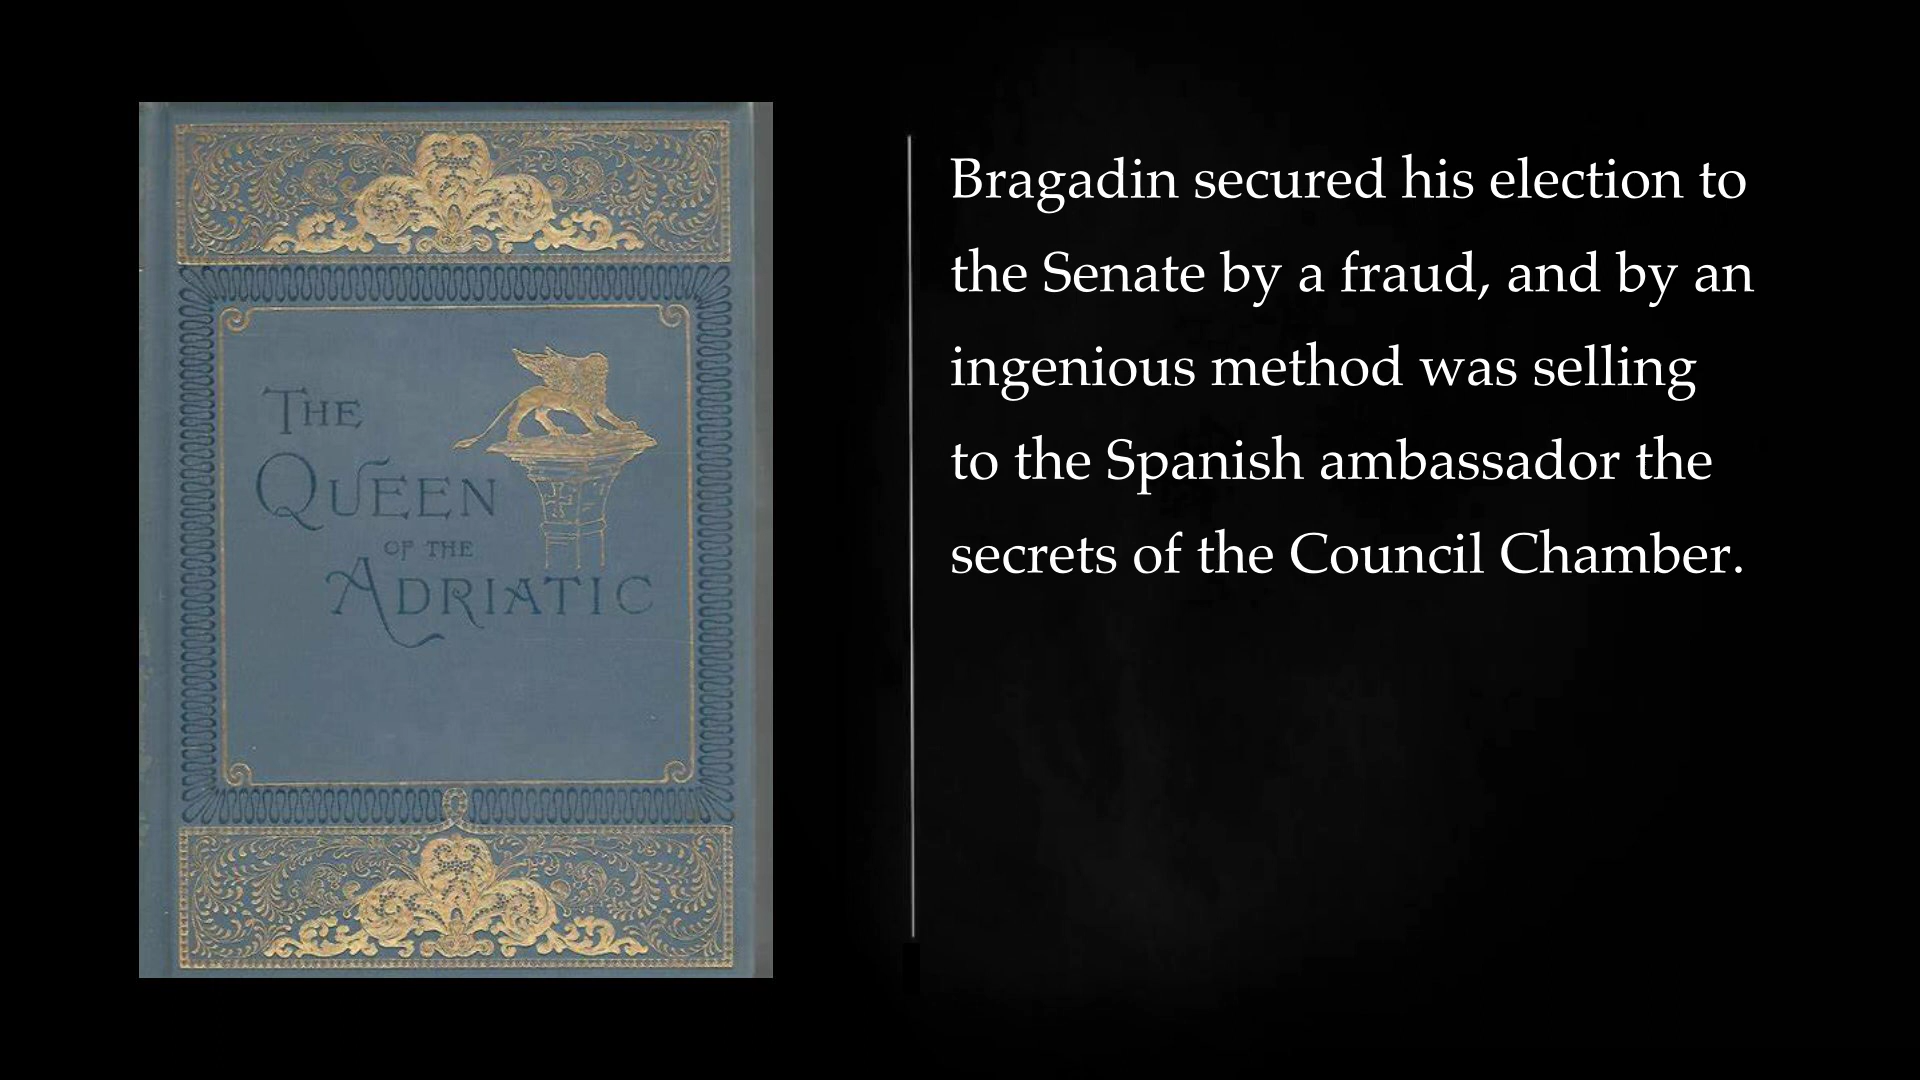 THE
QUEEN
OF THE
ADRIATIC
Bragadin secured his election to
the Senate by a fraud, and by an
ingenious method was selling
to the Spanish ambassador the
secrets of the Council Chamber.